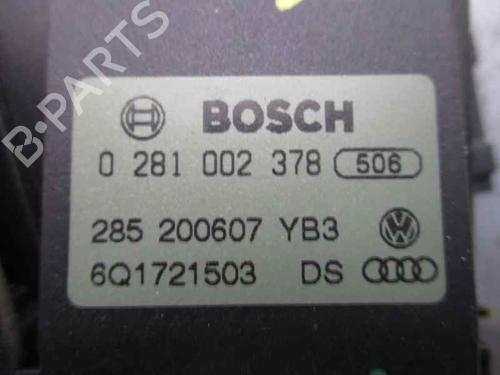 B-PARTS
BOSCH
0 281 002 378 506
285 200607 YB3
6Q1721503 DS